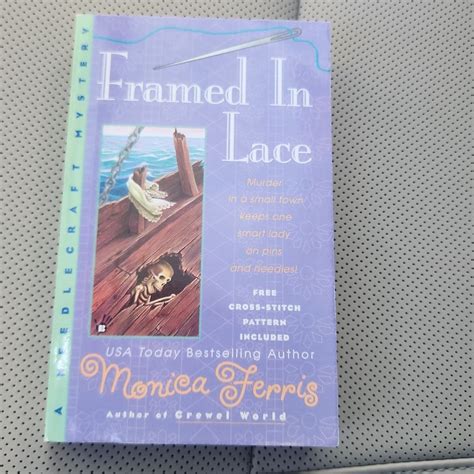 A NEEDLECRAFT MYSTERY
Framed In
Lace
Murder
in a small town
keeps one
smart lady
on pins
and needles!
FREE
CROSS-STITCH
PATTERN
INCLUDED
USA Today Bestselling Author
Monica Ferris
Author of Crewel World